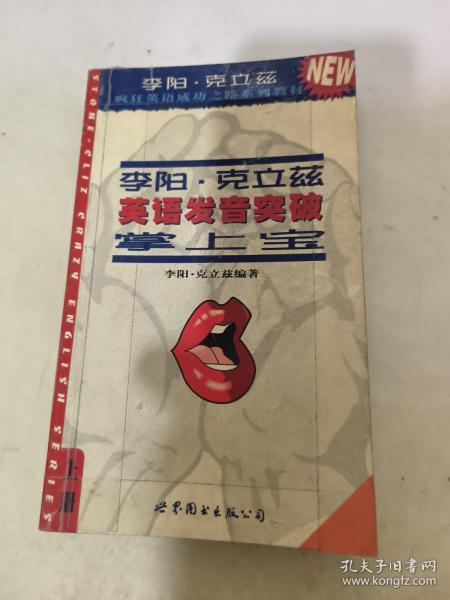 李阳·克立兹
NEW
疯狂英语成功之路系列教材
STONE-CLIZ CRAZY ENGLISH SERIES
李阳·克立兹
英语发音突破
掌上宝
李阳·克立兹编著
上册
世界图书出版公司
孔夫子旧书网
www.kongfz.com